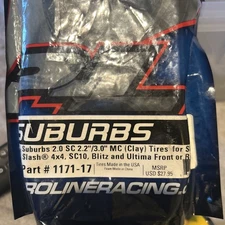 SUBURBS
Suburbs 2.0 SC 2.2"/3.0" MC (Clay) Tires for S
Slash® 4x4, SC10, Blitz and Ultima Front or R
Part # 1171-17
Tires Made in the USA
MSRP
USD $27.95
ROLINERACING.